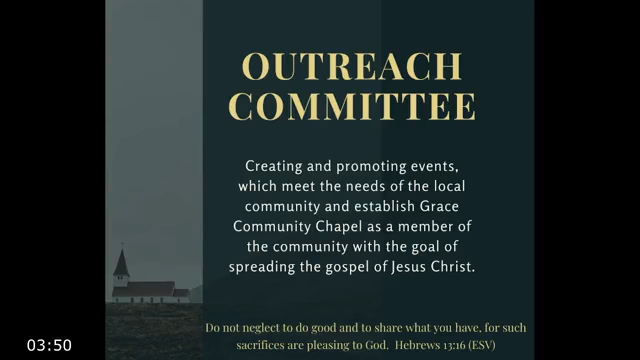 OUTREACH
COMMITTEE
Creating and promoting events,
which meet the needs of the local
community and establish Grace
Community Chapel as a member of
the community with the goal of
spreading the gospel of Jesus Christ.
Do not neglect to do good and to share what you have, for such
sacrifices are pleasing to God. Hebrews 13:16 (ESV)
03:50